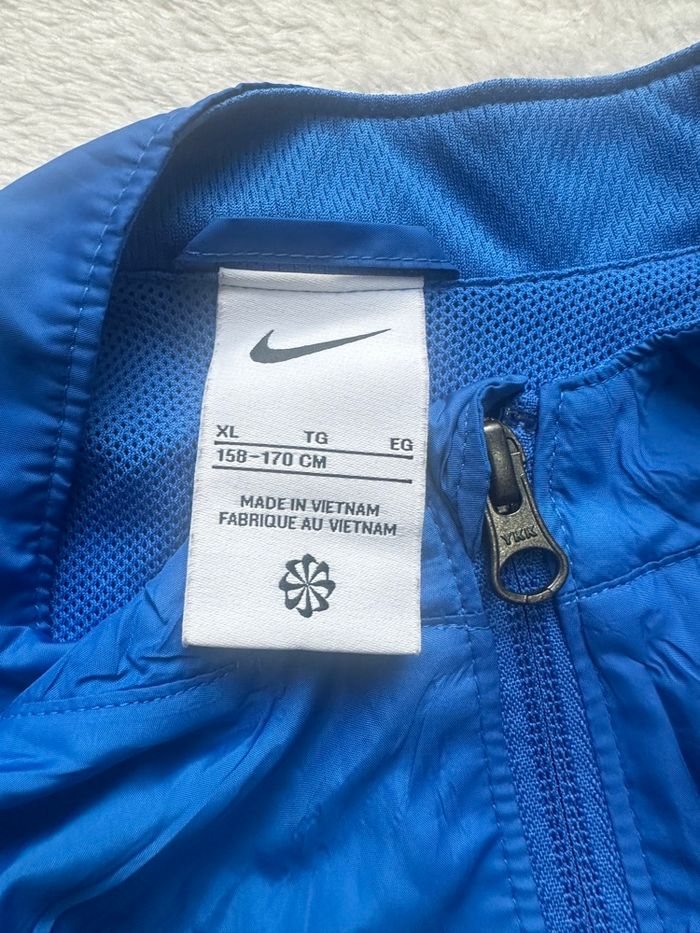 XL TG EG
158-170 CM
MADE IN VIETNAM
FABRIQUE AU VIETNAM
YKK